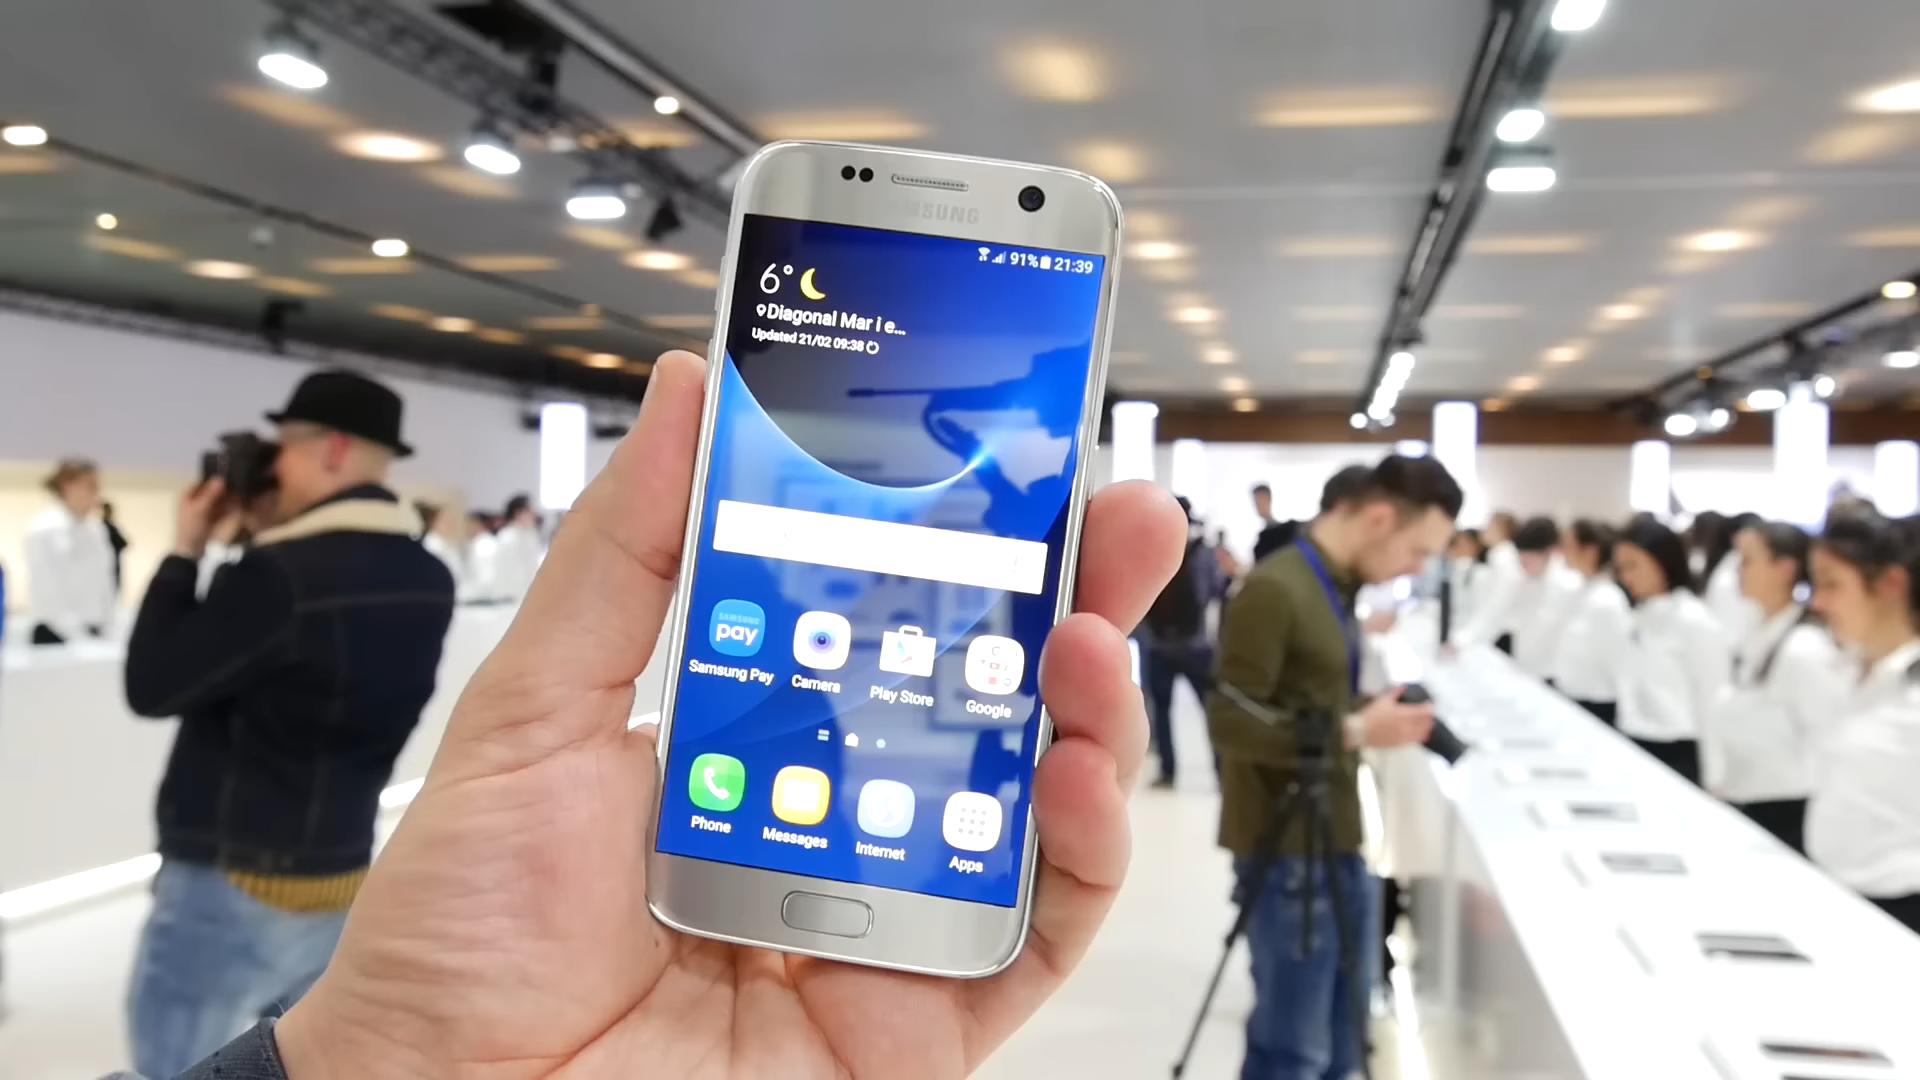 SAMSUNG
91% 21:39
6°
Diagonal Mar i e...
Updated 21/02 09:38
SAMSUNG
pay
Samsung Pay
Camera
Play Store
Google
Phone
Messages
Internet
Apps